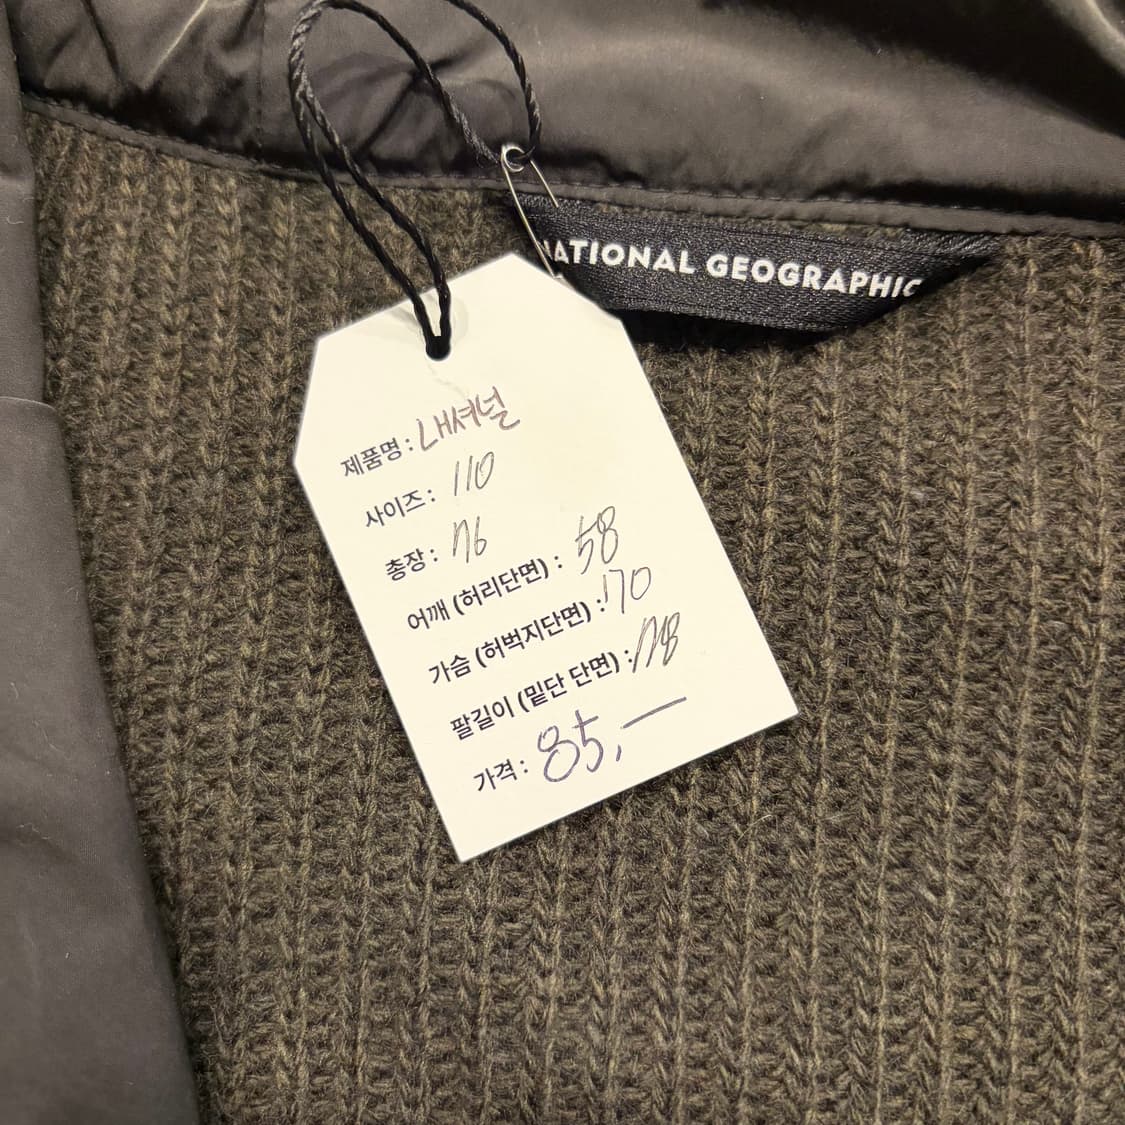 NATIONAL GEOGRAPHIC
제품명 : 내셔널
사이즈 : 110
총장 : 76
어깨 (허리단면) : 58
가슴 (허벅지단면) : 70
팔길이 (밑단 단면) :
가격 : 85,—